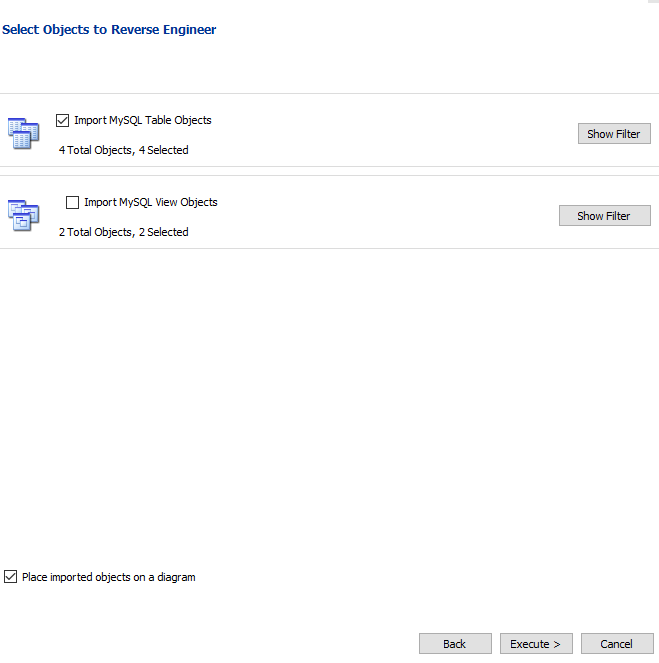 Select Objects to Reverse Engineer
Import MySQL Table Objects
Show Filter
4 Total Objects, 4 Selected
Import MySQL View Objects
Show Filter
2 Total Objects, 2 Selected
Place imported objects on a diagram
Back
Execute >
Cancel